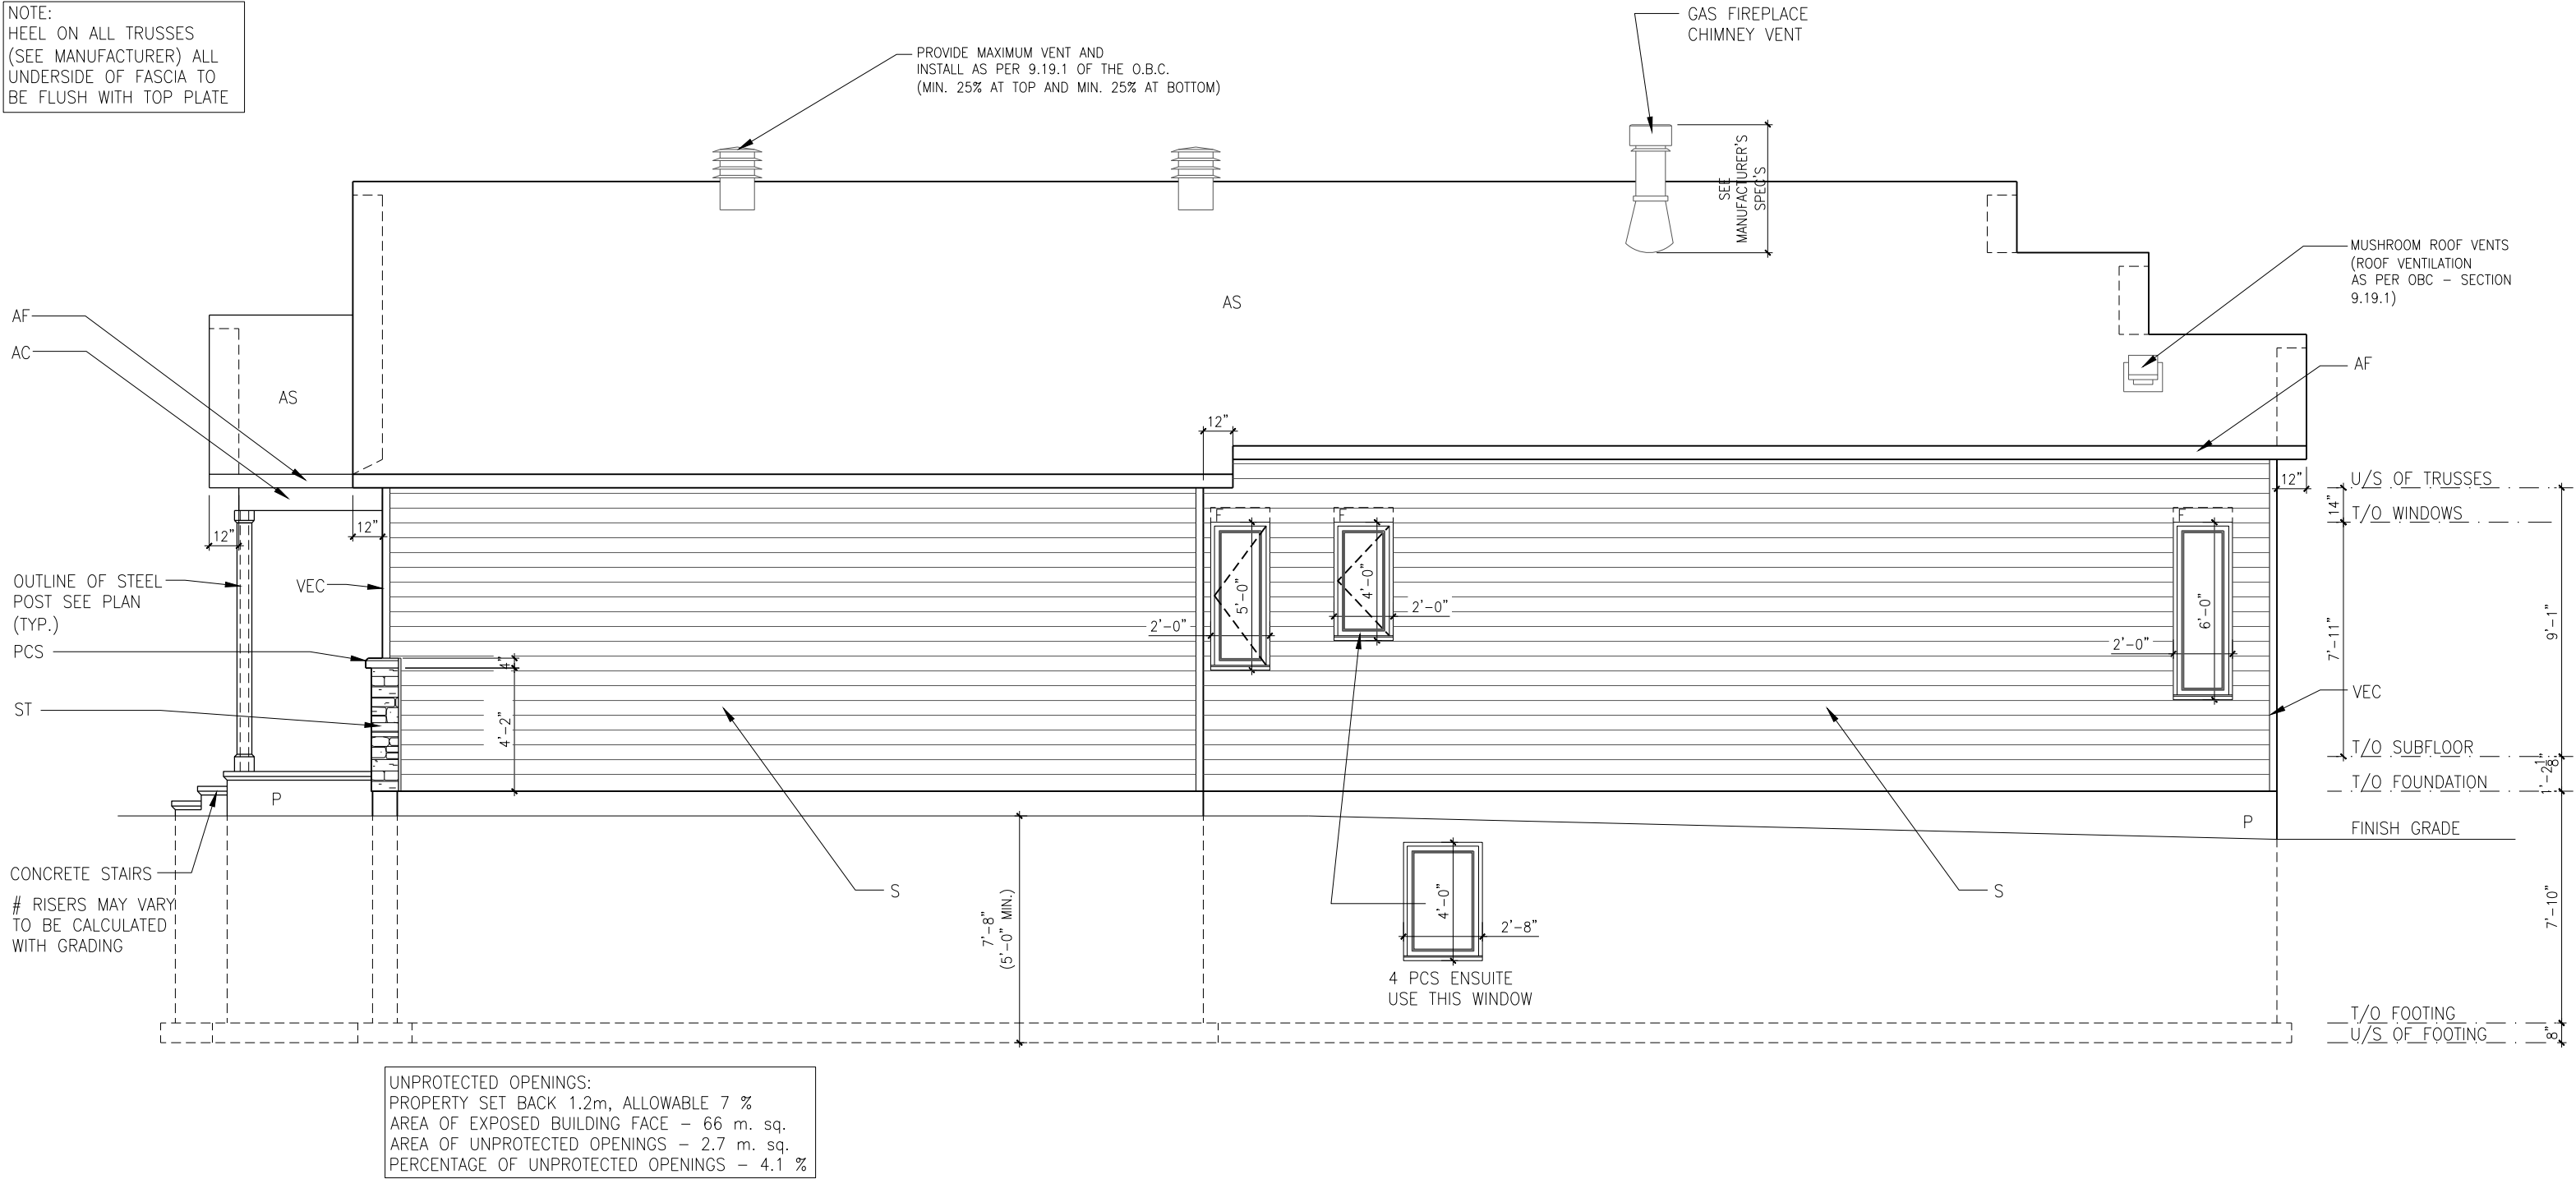 NOTE:
HEEL ON ALL TRUSSES
(SEE MANUFACTURER) ALL
UNDERSIDE OF FASCIA TO
BE FLUSH WITH TOP PLATE
PROVIDE MAXIMUM VENT AND
INSTALL AS PER 9.19.1 OF THE O.B.C.
(MIN. 25% AT TOP AND MIN. 25% AT BOTTOM)
GAS FIREPLACE
CHIMNEY VENT
SEE
MANUFACTURER'S
SPEC'S
MUSHROOM ROOF VENTS
(ROOF VENTILATION
AS PER OBC - SECTION
9.19.1)
AS
AF
AC
AS
AF
12"
12"
12"
12"
U/S OF TRUSSES
14"
T/O WINDOWS
F
F
F
OUTLINE OF STEEL
POST SEE PLAN
(TYP.)
VEC
5'-0"
4'-0"
6'-0"
2'-0"
2'-0"
2'-0"
7'-11"
9'-1"
PCS
4"
ST
4'-2"
VEC
T/O SUBFLOOR
1'-2 1/8"
T/O FOUNDATION
P
P
FINISH GRADE
CONCRETE STAIRS
# RISERS MAY VARY
TO BE CALCULATED
WITH GRADING
S
S
7'-8"
(5'-0" MIN.)
4'-0"
2'-8"
7'-10"
4 PCS ENSUITE
USE THIS WINDOW
T/O FOOTING
U/S OF FOOTING
8"
UNPROTECTED OPENINGS:
PROPERTY SET BACK 1.2m, ALLOWABLE 7 %
AREA OF EXPOSED BUILDING FACE - 66 m. sq.
AREA OF UNPROTECTED OPENINGS - 2.7 m. sq.
PERCENTAGE OF UNPROTECTED OPENINGS - 4.1 %